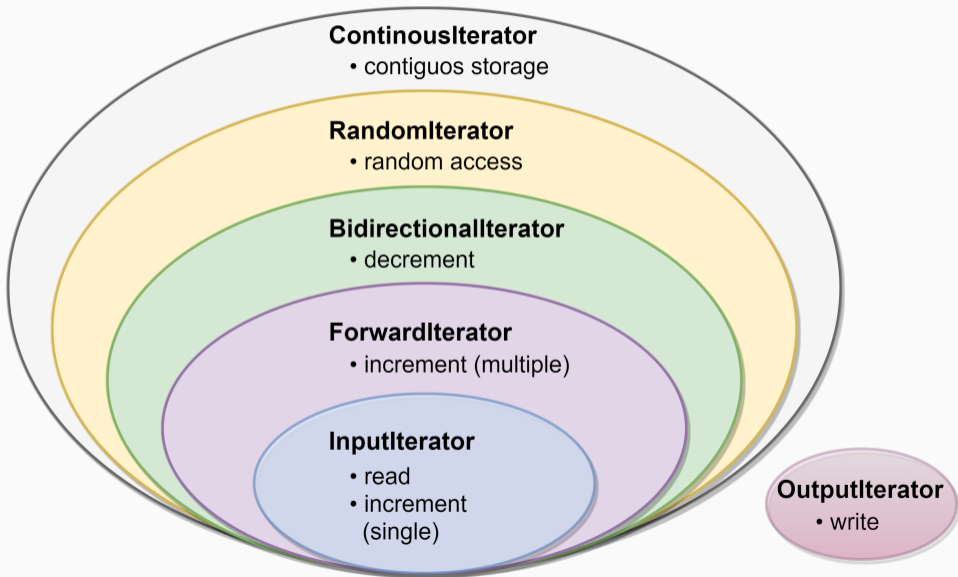 ContinousIterator
• contiguos storage
RandomIterator
• random access
BidirectionalIterator
• decrement
ForwardIterator
• increment (multiple)
InputIterator
• read
• increment
(single)
OutputIterator
• write